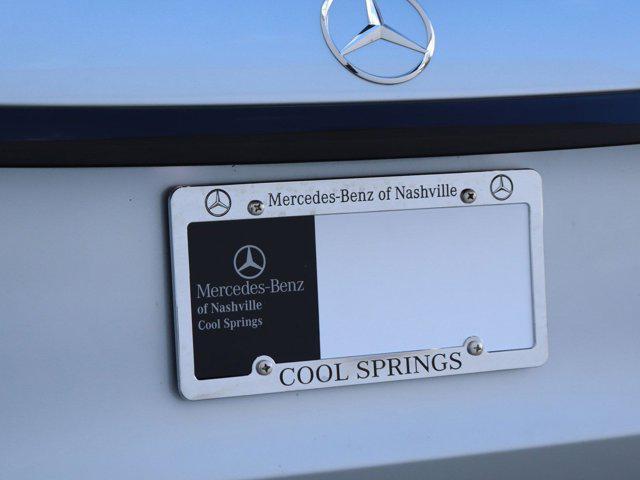 Mercedes-Benz of Nashville
Mercedes-Benz
of Nashville
Cool Springs
COOL SPRINGS